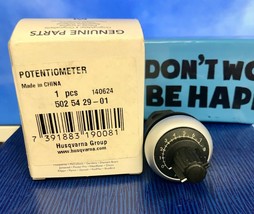 GENUINE PARTS
POTENTIOMETER
Made in CHINA
1 pcs 140624
502 54 29-01
7 391883 190081
Husqvarna Group
www.husqvarna.com
DON'T WO
BE HAP